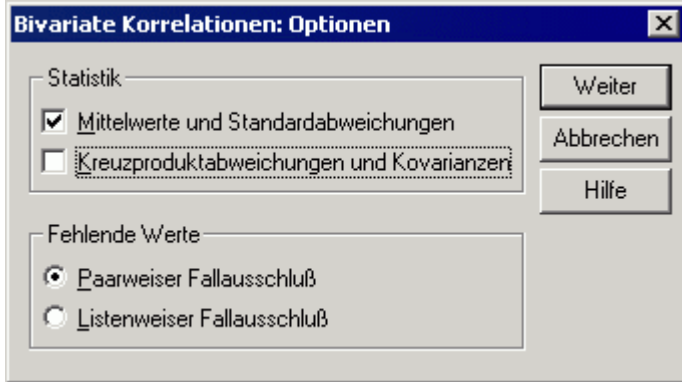 Bivariate Korrelationen: Optionen
Statistik
Mittelwerte und Standardabweichungen
Kreuzproduktabweichungen und Kovarianzen
Fehlende Werte
Paarweiser Fallausschluß
Listenweiser Fallausschluß
Weiter
Abbrechen
Hilfe